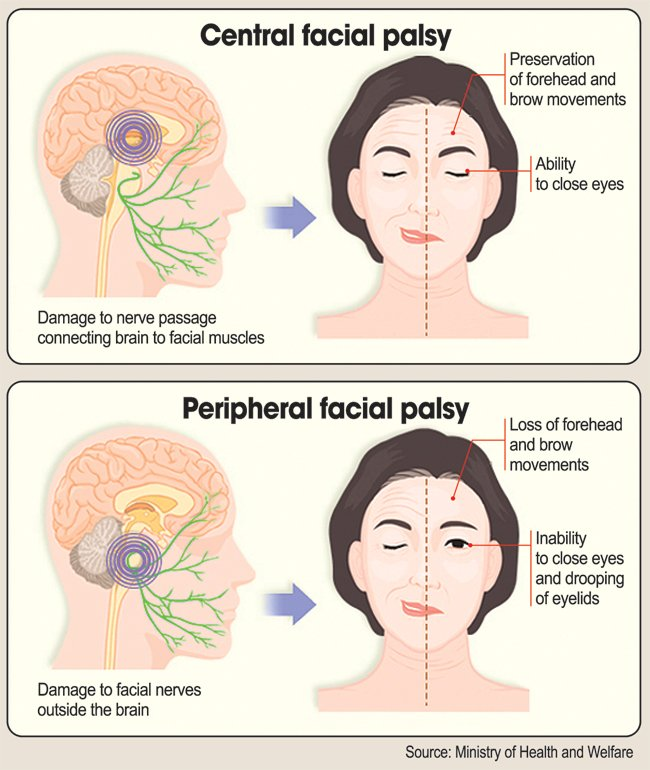 Central facial palsy
Preservation
of forehead and
brow movements
Ability
to close eyes
Damage to nerve passage
connecting brain to facial muscles
Peripheral facial palsy
Loss of forehead
and brow
movements
Inability
to close eyes
and drooping
of eyelids
Damage to facial nerves
outside the brain
Source: Ministry of Health and Welfare